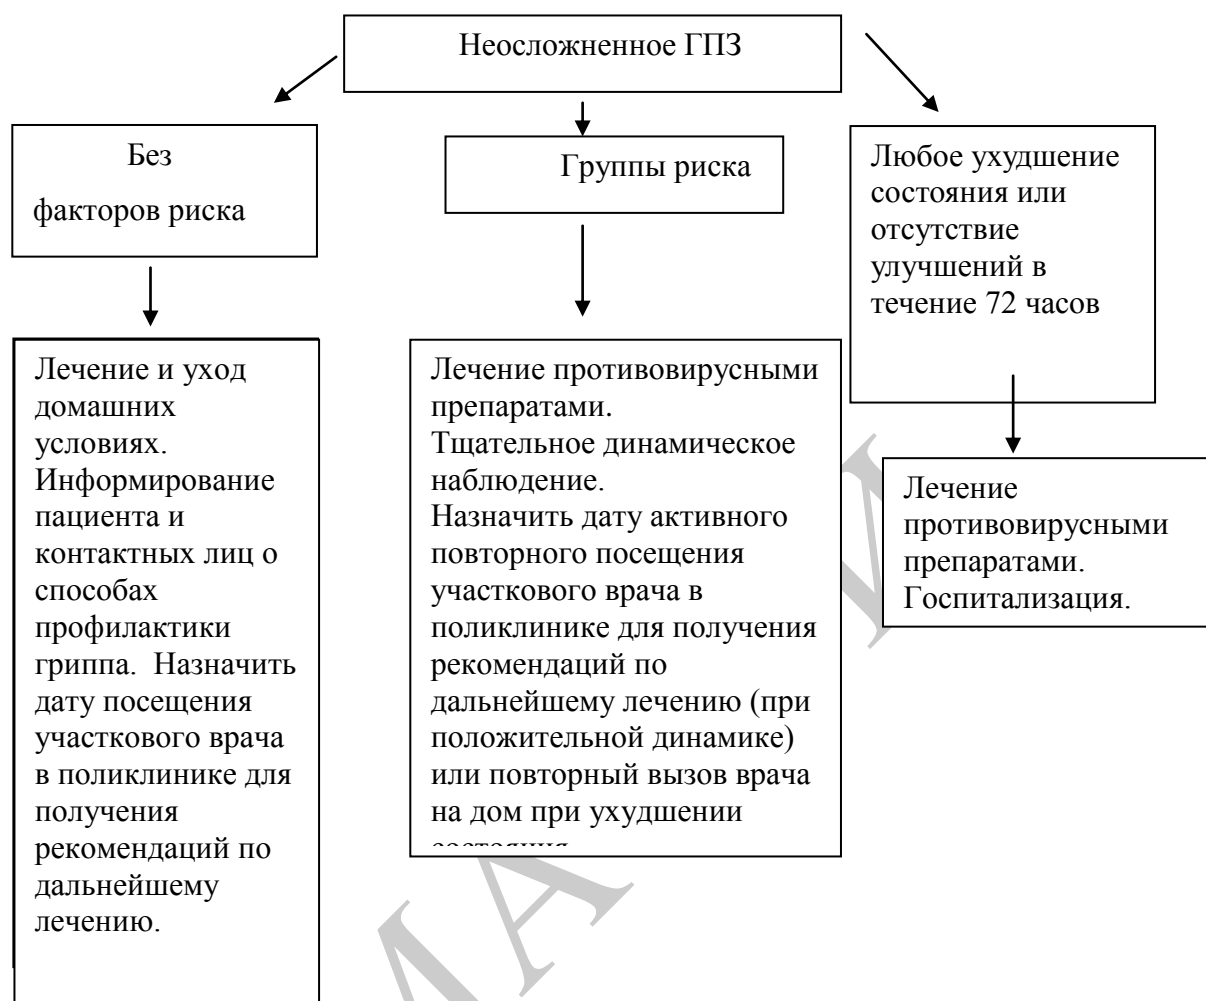 Неосложненное ГПЗ
Без
факторов риска
Группы риска
Любое ухудшение
состояния или
отсутствие
улучшений в
течение 72 часов
Лечение и уход
домашних
условиях.
Информирование
пациента и
контактных лиц о
способах
профилактики
гриппа. Назначить
дату посещения
участкового врача
в поликлинике для
получения
рекомендаций по
дальнейшему
лечению.
Лечение противовирусными
препаратами.
Тщательное динамическое
наблюдение.
Назначить дату активного
повторного посещения
участкового врача в
поликлинике для получения
рекомендаций по
дальнейшему лечению (при
положительной динамике)
или повторный вызов врача
на дом при ухудшении
состояния
Лечение
противовирусными
препаратами.
Госпитализация.